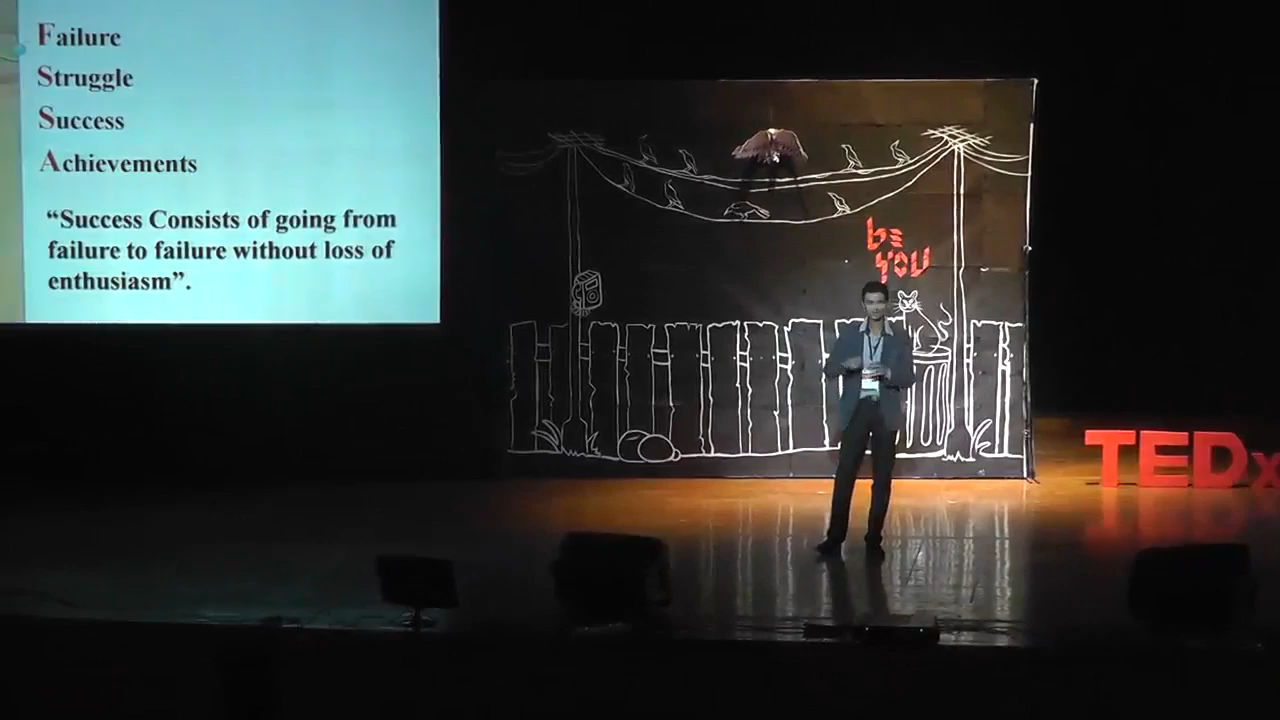 Failure
Struggle
Success
Achievements
“Success Consists of going from
failure to failure without loss of
enthusiasm”.
be
YOU
TEDx